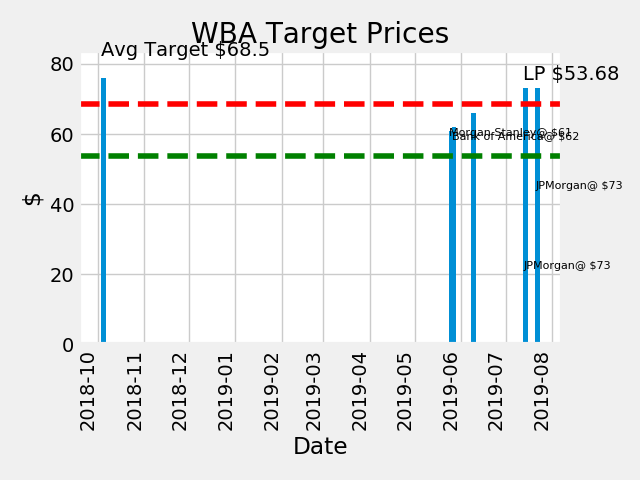 WBA Target Prices
Avg Target $68.5
LP $53.68
Morgan Stanley@ $61
Bank of America@ $62
JPMorgan@ $73
JPMorgan@ $73
$
80
60
40
20
0
2018-10
2018-11
2018-12
2019-01
2019-02
2019-03
2019-04
2019-05
2019-06
2019-07
2019-08
Date